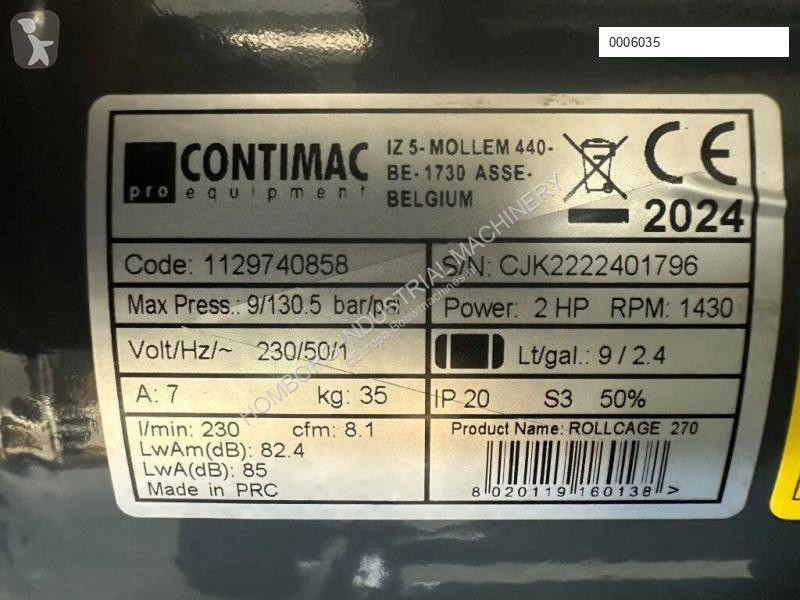 0006035
CONTIMAC
pro equipment
IZ 5- MOLLEM 440-
BE- 1730 ASSE-
BELGIUM
CE
2024
Code: 1129740858
S/N: CJK2222401796
Max Press.: 9/130.5 bar/psi
Power: 2 HP RPM: 1430
Volt/Hz/~ 230/50/1
Lt/gal.: 9 / 2.4
A: 7 kg: 35
IP 20 S3 50%
l/min: 230 cfm: 8.1
LwAm(dB): 82.4
LwA(dB): 85
Made in PRC
Product Name: ROLLCAGE 270
8 020119 160138 >
HOMBORG INDUSTRIAL MACHINERY